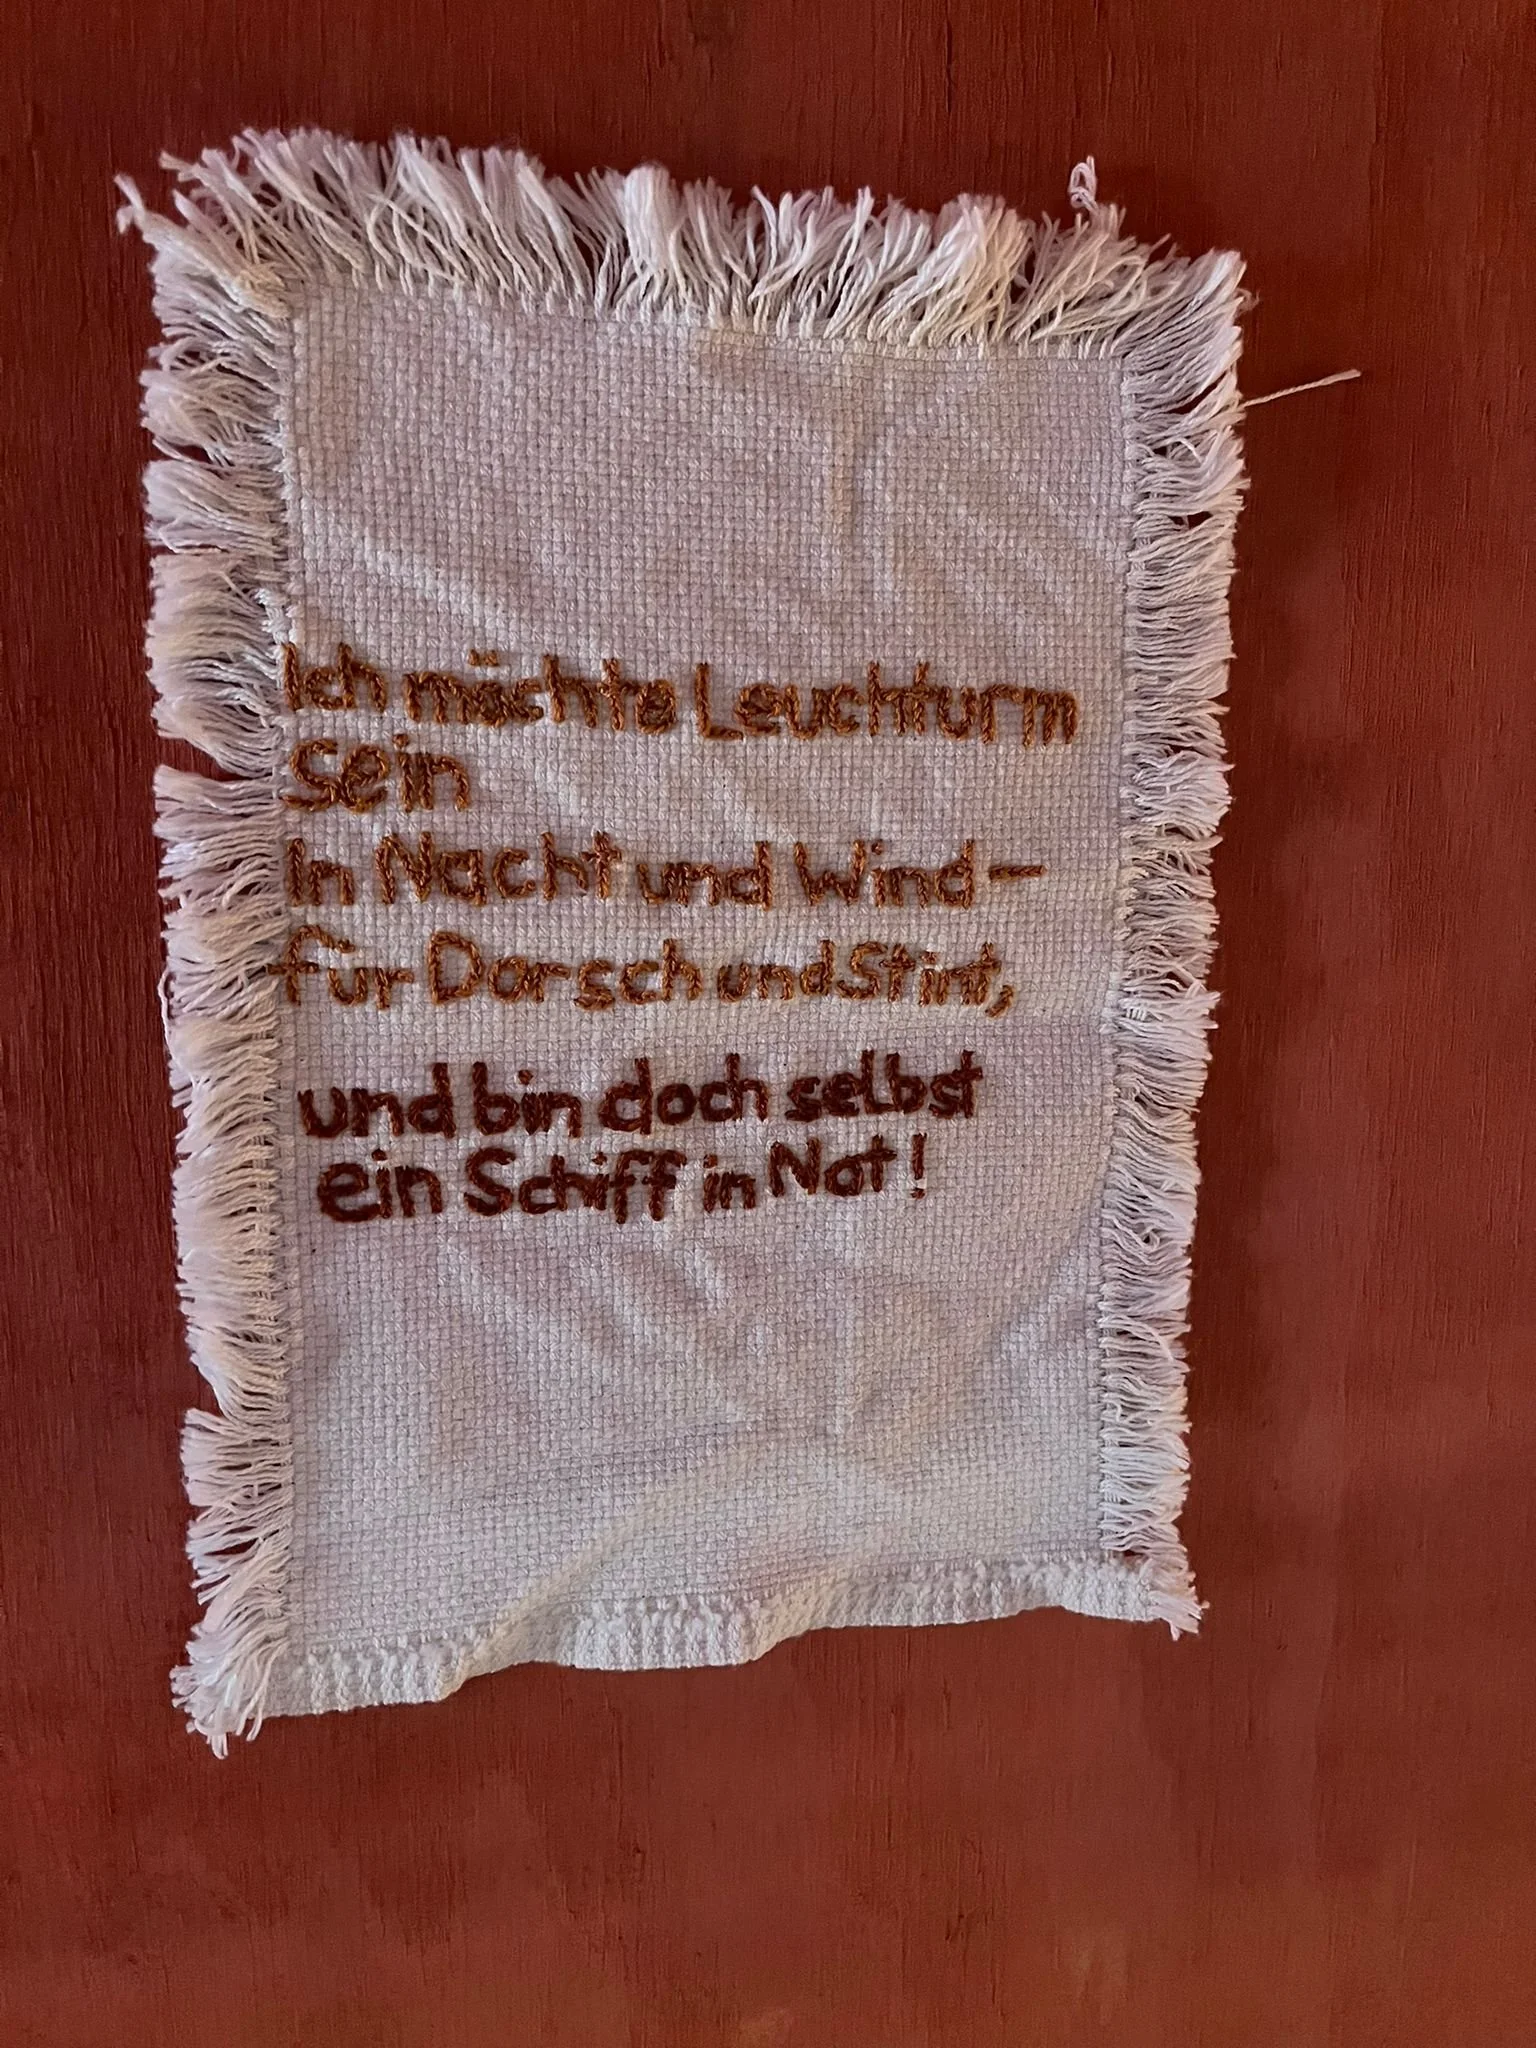 Ich möchte Leuchturm
sein
In Nacht und Wind –
für Dorsch und Stint,
und bin doch selbst
ein Schiff in Not!